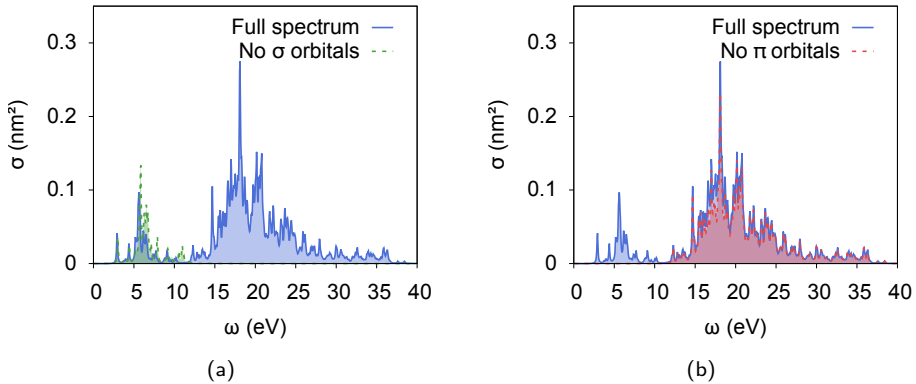 0.3
0.2
0.1
0
σ (nm²)
Full spectrum
No σ orbitals
0 5 10 15 20 25 30 35 40
ω (eV)
(a)
0.3
0.2
0.1
0
σ (nm²)
Full spectrum
No π orbitals
0 5 10 15 20 25 30 35 40
ω (eV)
(b)